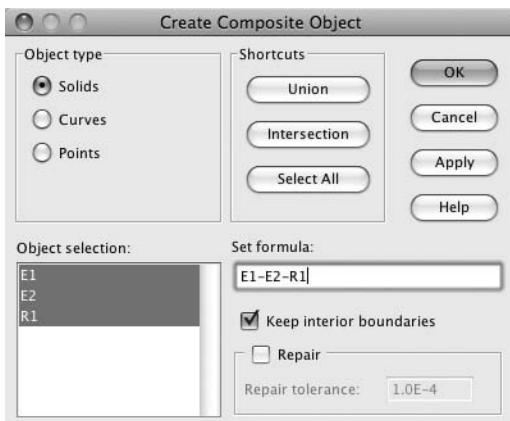 Create Composite Object
Object type
Solids
Curves
Points
Shortcuts
Union
Intersection
Select All
OK
Cancel
Apply
Help
Object selection:
E1
E2
R1
Set formula:
E1-E2-R1
Keep interior boundaries
Repair
Repair tolerance:
1.0E-4